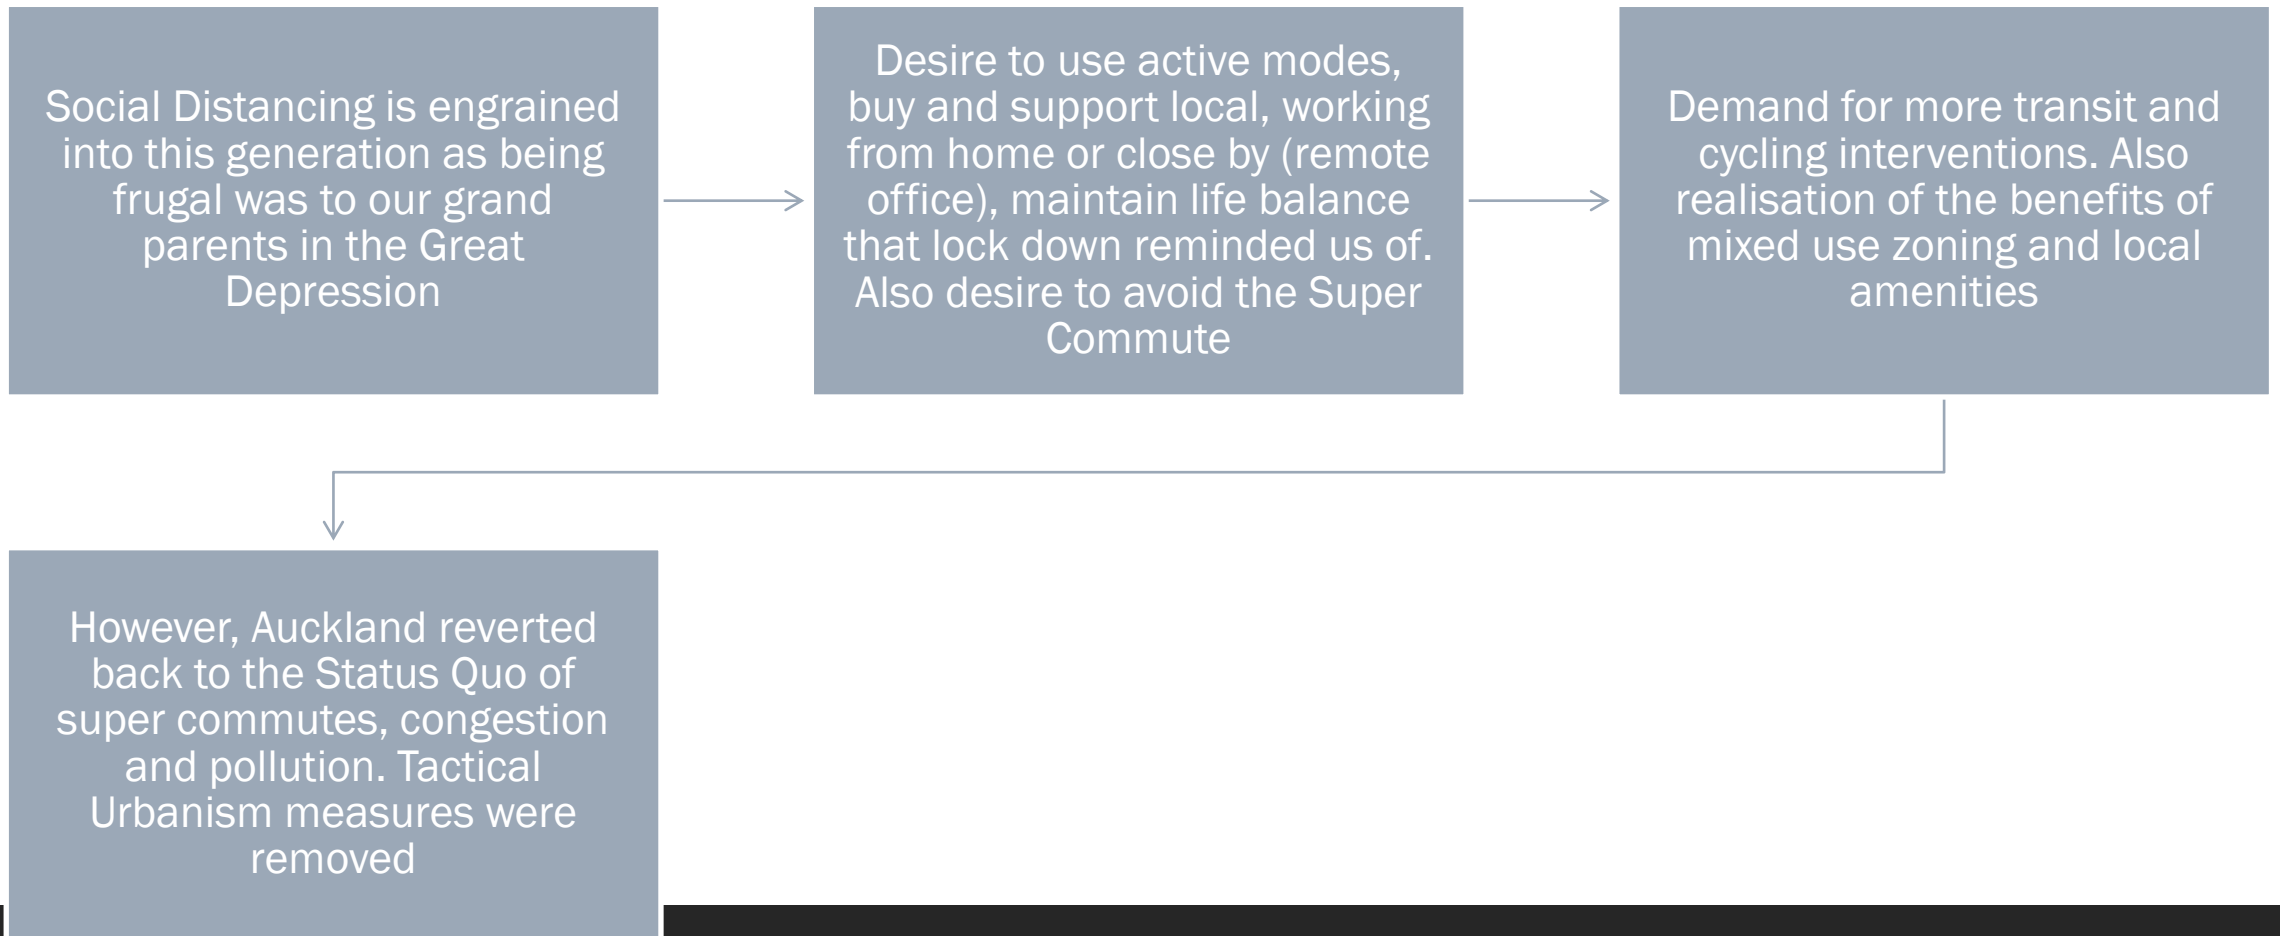 Social Distancing is engrained
into this generation as being
frugal was to our grand
parents in the Great
Depression
Desire to use active modes,
buy and support local, working
from home or close by (remote
office), maintain life balance
that lock down reminded us of.
Also desire to avoid the Super
Commute
Demand for more transit and
cycling interventions. Also
realisation of the benefits of
mixed use zoning and local
amenities
However, Auckland reverted
back to the Status Quo of
super commutes, congestion
and pollution. Tactical
Urbanism measures were
removed